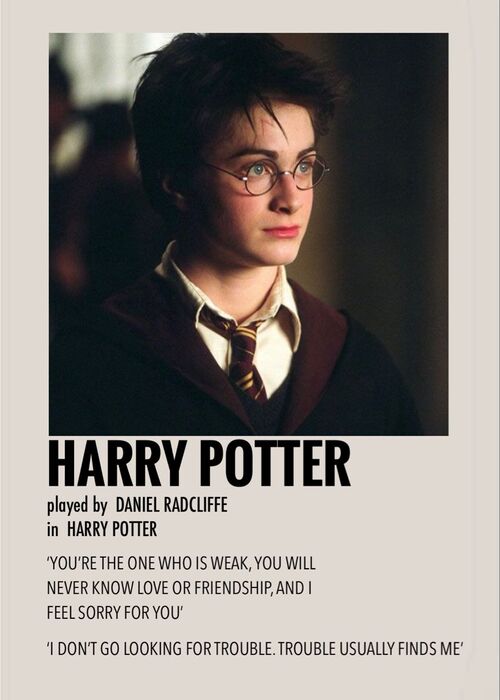 HARRY POTTER
played by DANIEL RADCLIFFE
in HARRY POTTER
'YOU'RE THE ONE WHO IS WEAK, YOU WILL
NEVER KNOW LOVE OR FRIENDSHIP, AND I
FEEL SORRY FOR YOU'
'I DON'T GO LOOKING FOR TROUBLE. TROUBLE USUALLY FINDS ME'